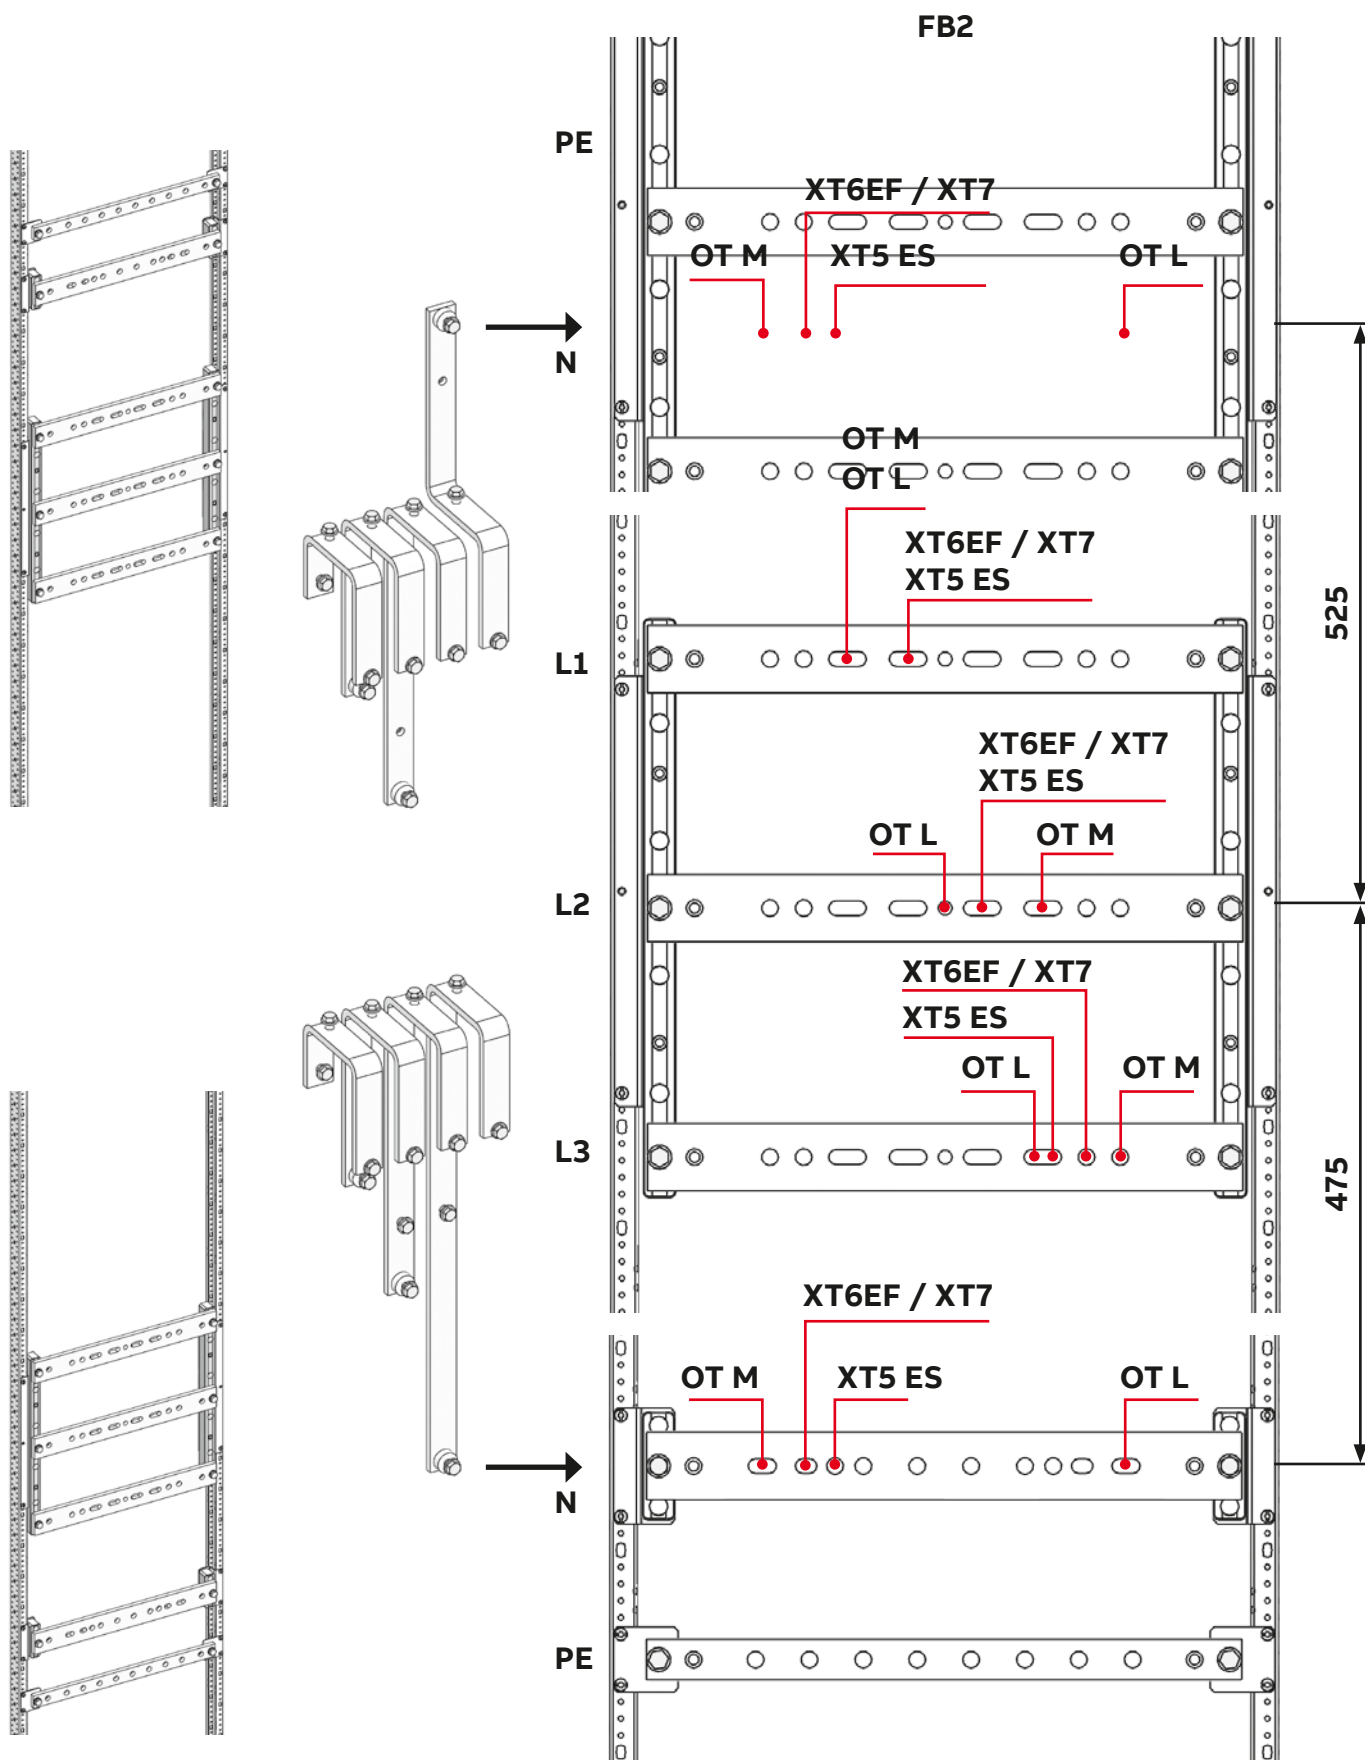 FB2
PE
XT6EF / XT7
OT M
XT5 ES
OT L
N
OT M
OT L
XT6EF / XT7
XT5 ES
525
L1
XT6EF / XT7
XT5 ES
OT L
OT M
L2
XT6EF / XT7
XT5 ES
OT L
OT M
L3
475
XT6EF / XT7
OT M
XT5 ES
OT L
N
PE